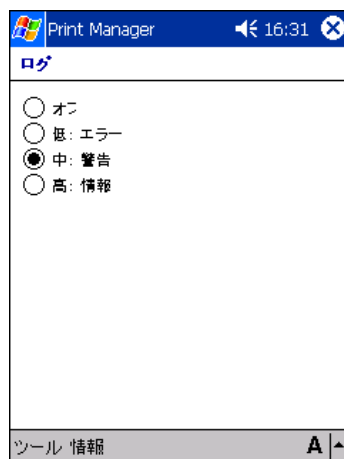 Print Manager 16:31
ログ
オフ
低: エラー
中: 警告
高: 情報
ツール 情報 A